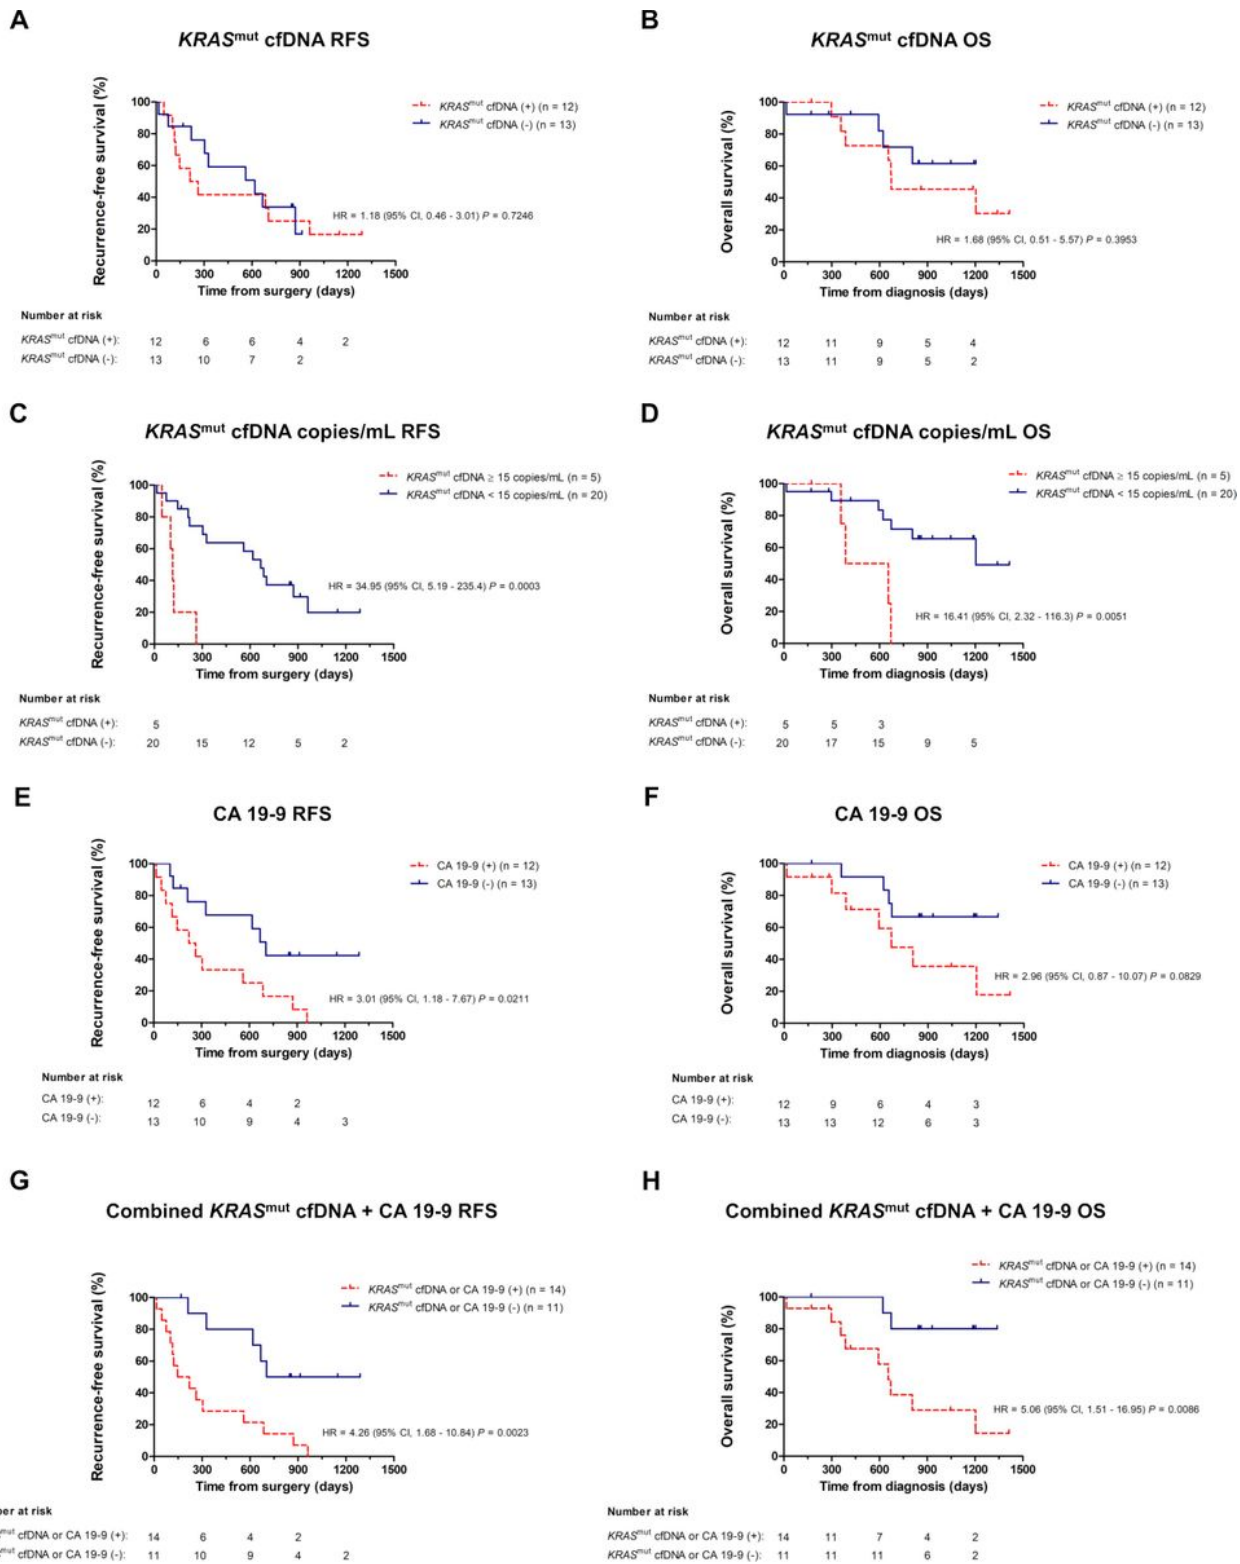 A
KRASmut cfDNA RFS
Recurrence-free survival (%)
100
80
60
40
20
0
KRASmut cfDNA (+) (n = 12)
KRASmut cfDNA (-) (n = 13)
HR = 1.18 (95% CI, 0.46 - 3.01) P = 0.7246
0 300 600 900 1200 1500
Time from surgery (days)
Number at risk
KRASmut cfDNA (+): 12 6 6 4 2
KRASmut cfDNA (-): 13 10 7 2
B
KRASmut cfDNA OS
Overall survival (%)
100
80
60
40
20
0
KRASmut cfDNA (+) (n = 12)
KRASmut cfDNA (-) (n = 13)
HR = 1.68 (95% CI, 0.51 - 5.57) P = 0.3953
0 300 600 900 1200 1500
Time from diagnosis (days)
Number at risk
KRASmut cfDNA (+): 12 11 9 5 4
KRASmut cfDNA (-): 13 11 9 5 2
C
KRASmut cfDNA copies/mL RFS
Recurrence-free survival (%)
100
80
60
40
20
0
KRASmut cfDNA ≥ 15 copies/mL (n = 5)
KRASmut cfDNA < 15 copies/mL (n = 20)
HR = 34.95 (95% CI, 5.19 - 235.4) P = 0.0003
0 300 600 900 1200 1500
Time from surgery (days)
Number at risk
KRASmut cfDNA (+): 5
KRASmut cfDNA (-): 20 15 12 5 2
D
KRASmut cfDNA copies/mL OS
Overall survival (%)
100
80
60
40
20
0
KRASmut cfDNA ≥ 15 copies/mL (n = 5)
KRASmut cfDNA < 15 copies/mL (n = 20)
HR = 16.41 (95% CI, 2.32 - 116.3) P = 0.0051
0 300 600 900 1200 1500
Time from diagnosis (days)
Number at risk
KRASmut cfDNA (+): 5 5 3
KRASmut cfDNA (-): 20 17 15 9 5
E
CA 19-9 RFS
Recurrence-free survival (%)
100
80
60
40
20
0
CA 19-9 (+) (n = 12)
CA 19-9 (-) (n = 13)
HR = 3.01 (95% CI, 1.18 - 7.67) P = 0.0211
0 300 600 900 1200 1500
Time from surgery (days)
Number at risk
CA 19-9 (+): 12 6 4 2
CA 19-9 (-): 13 10 9 4 3
F
CA 19-9 OS
Overall survival (%)
100
80
60
40
20
0
CA 19-9 (+) (n = 12)
CA 19-9 (-) (n = 13)
HR = 2.96 (95% CI, 0.87 - 10.07) P = 0.0829
0 300 600 900 1200 1500
Time from diagnosis (days)
Number at risk
CA 19-9 (+): 12 9 6 4 3
CA 19-9 (-): 13 13 12 6 3
G
Combined KRASmut cfDNA + CA 19-9 RFS
Recurrence-free survival (%)
100
80
60
40
20
0
KRASmut cfDNA or CA 19-9 (+) (n = 14)
KRASmut cfDNA or CA 19-9 (-) (n = 11)
HR = 4.26 (95% CI, 1.68 - 10.84) P = 0.0023
0 300 600 900 1200 1500
Time from surgery (days)
ber at risk
mut cfDNA or CA 19-9 (+): 14 6 4 2
mut cfDNA or CA 19-9 (-): 11 10 9 4 2
H
Combined KRASmut cfDNA + CA 19-9 OS
Overall survival (%)
100
80
60
40
20
0
KRASmut cfDNA or CA 19-9 (+) (n = 14)
KRASmut cfDNA or CA 19-9 (-) (n = 11)
HR = 5.06 (95% CI, 1.51 - 16.95) P = 0.0086
0 300 600 900 1200 1500
Time from diagnosis (days)
Number at risk
KRASmut cfDNA or CA 19-9 (+): 14 11 7 4 2
KRASmut cfDNA or CA 19-9 (-): 11 11 11 6 2